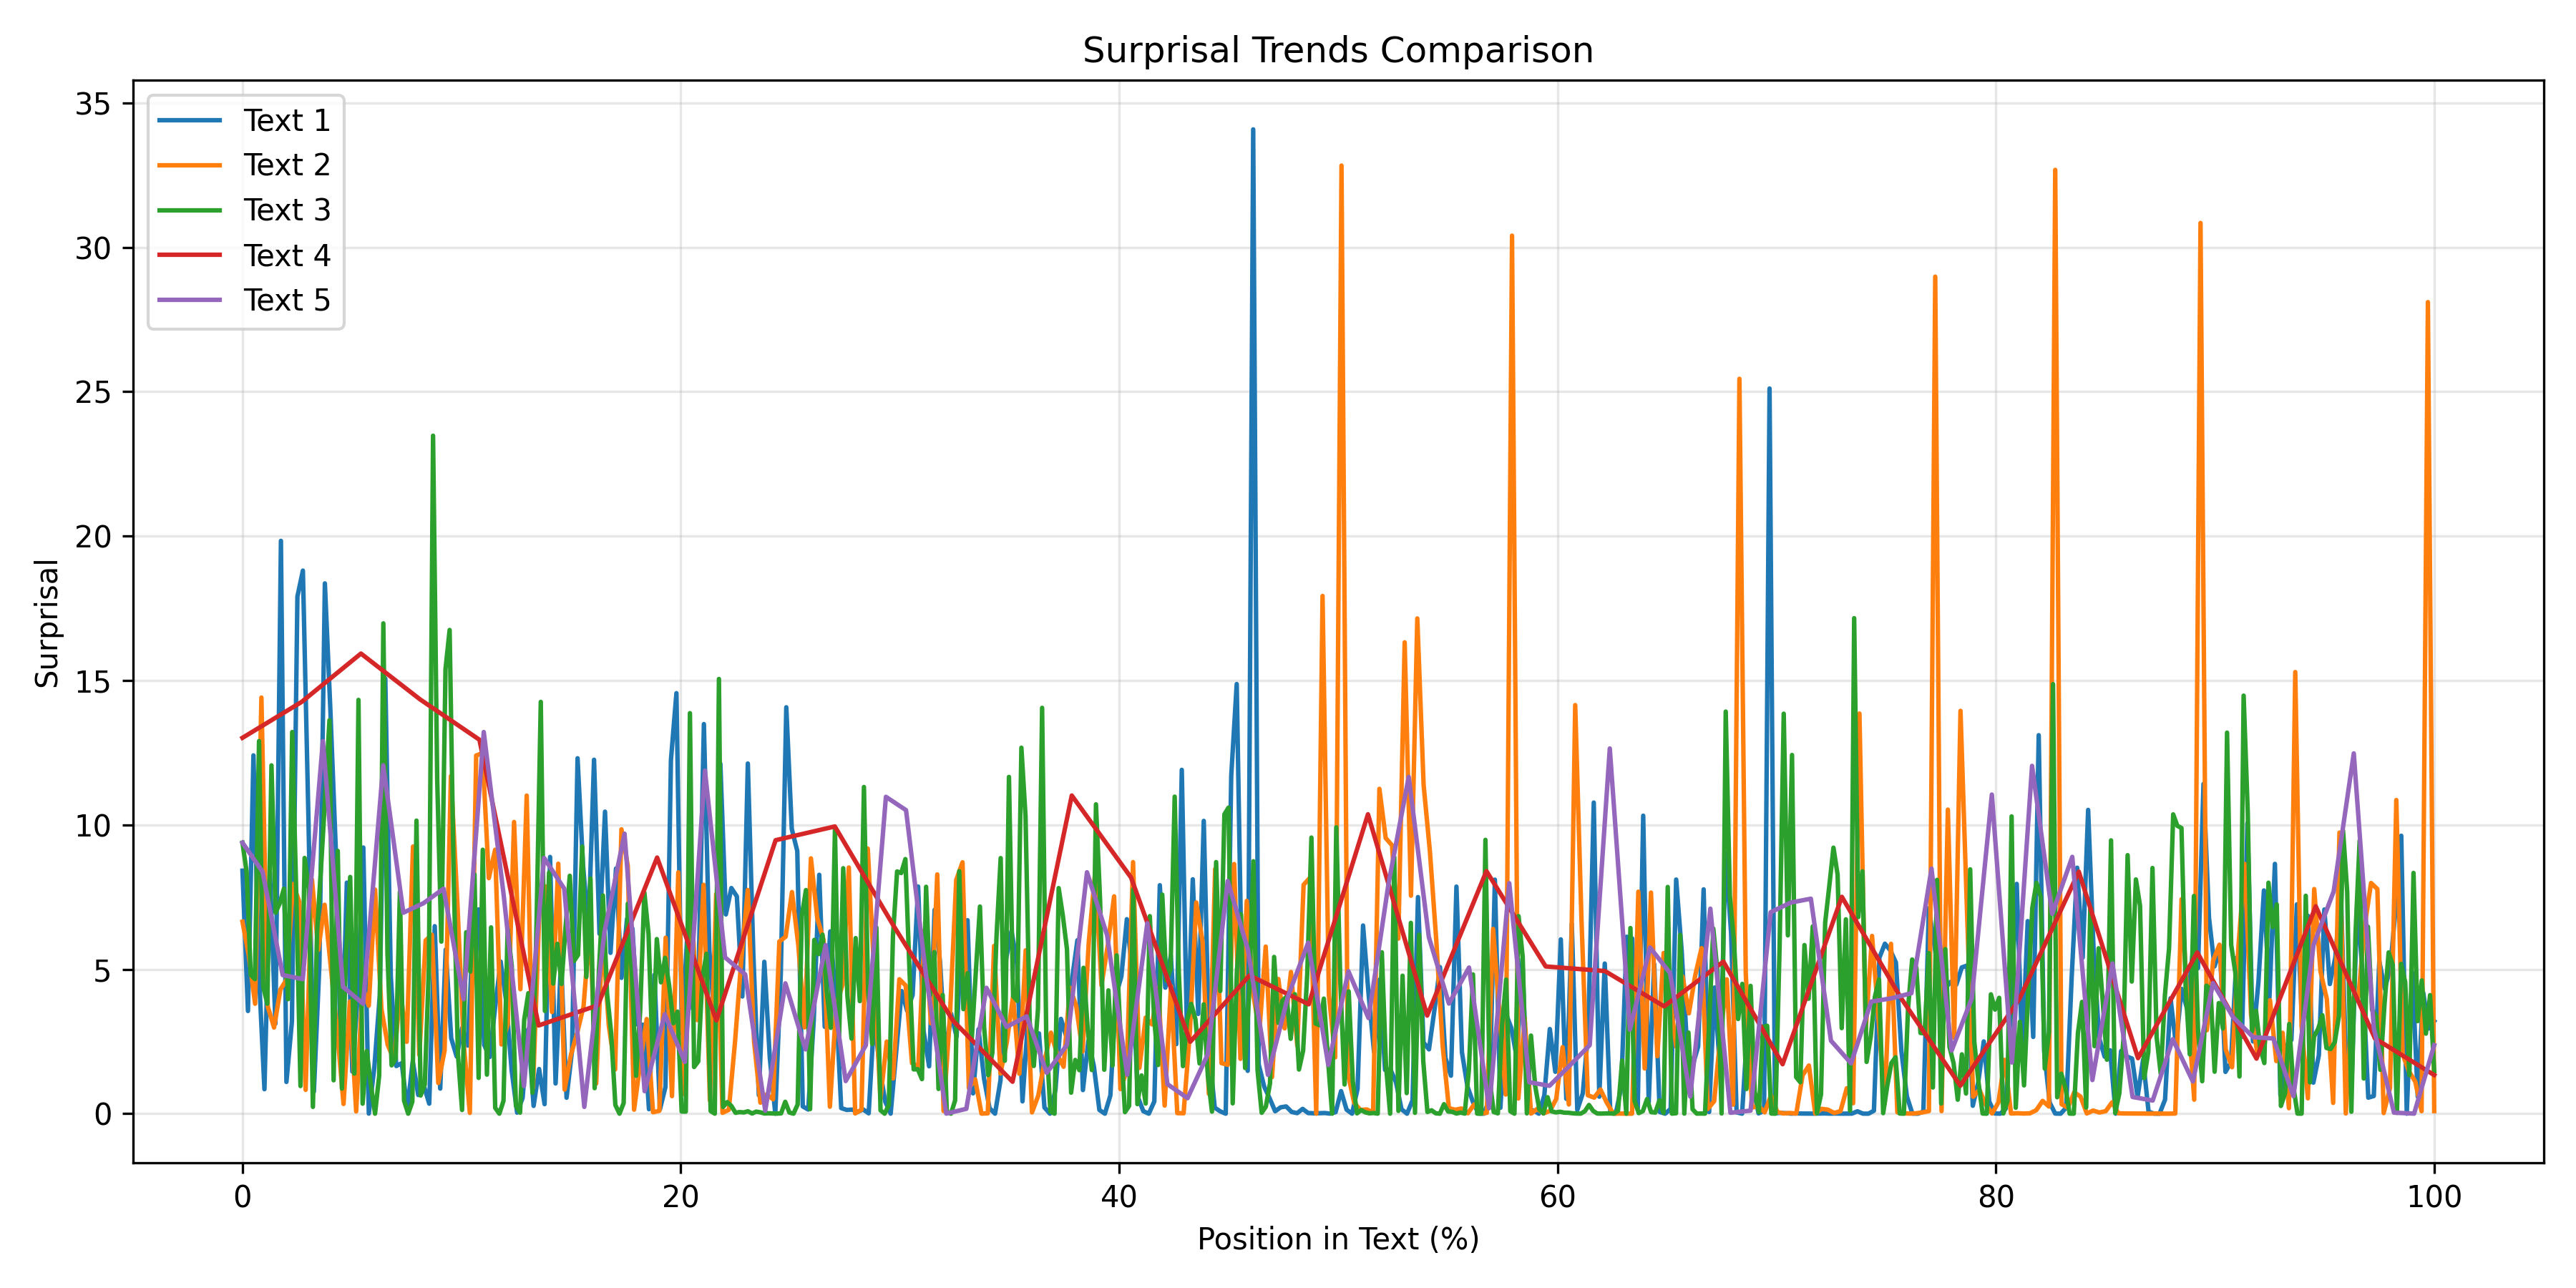 Surprisal Trends Comparison
35
30
25
20
15
10
5
0
Surprisal
Text 1
Text 2
Text 3
Text 4
Text 5
0 20 40 60 80 100
Position in Text (%)